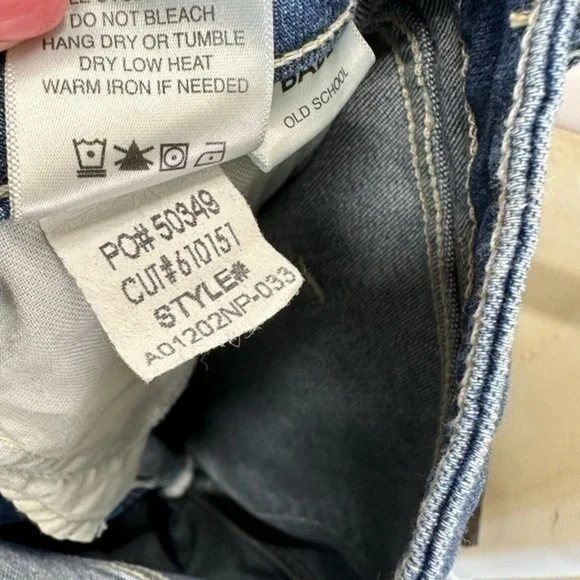 DO NOT BLEACH
HANG DRY OR TUMBLE
DRY LOW HEAT
WARM IRON IF NEEDED
OLD SCHOOL
PO# 50349
CUT#610151
STYLE#
A01202NP-033